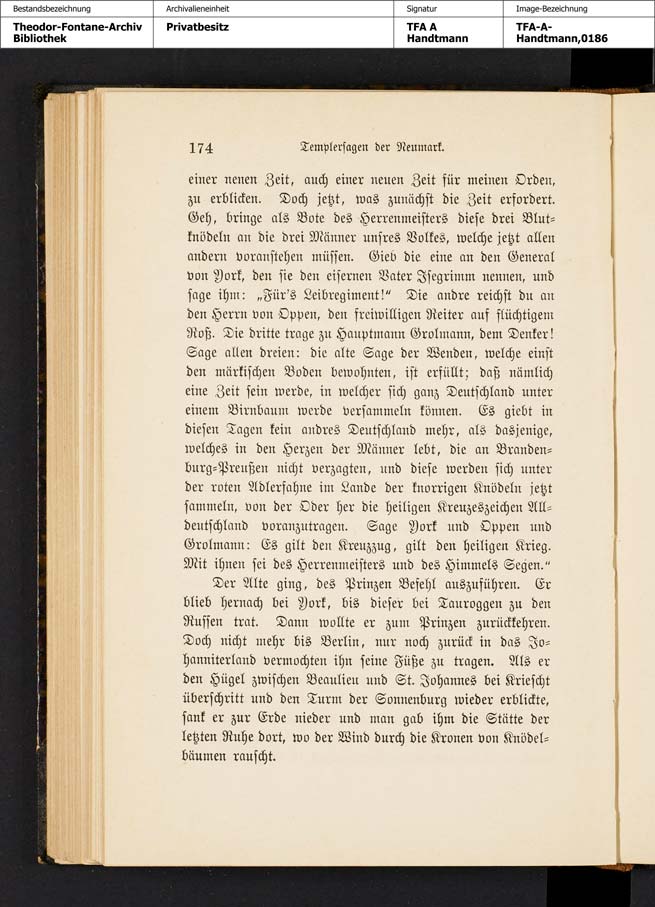 Bestandsbezeichnung
Theodor-Fontane-Archiv
Bibliothek
Archivalieneinheit
Privatbesitz
Signatur
TFA A
Handtmann
Image-Bezeichnung
TFA-A-
Handtmann,0186
174 Templersagen der Neumark.
einer neuen Zeit, auch einer neuen Zeit für meinen Orden,
zu erblicken. Doch jetzt, was zunächst die Zeit erfordert.
Geh, bringe als Bote des Herrenmeisters diese drei Blut-
knödeln an die drei Männer unsres Volkes, welche jetzt allen
andern voranstehen müssen. Gieb die eine an den General
von York, den sie den eisernen Vater Isegrimm nennen, und
sage ihm: „Für's Leibregiment!“ Die andre reichst du an
den Herrn von Oppen, den freiwilligen Reiter auf flüchtigem
Roß. Die dritte trage zu Hauptmann Grolmann, dem Denker!
Sage allen dreien: die alte Sage der Wenden, welche einst
den märkischen Boden bewohnten, ist erfüllt; daß nämlich
eine Zeit sein werde, in welcher sich ganz Deutschland unter
einem Birnbaum werde versammeln können. Es giebt in
diesen Tagen kein andres Deutschland mehr, als dasjenige,
welches in den Herzen der Männer lebt, die an Branden-
burg-Preußen nicht verzagten, und diese werden sich unter
der roten Adlerfahne im Lande der knorrigen Knödeln jetzt
sammeln, von der Oder her die heiligen Kreuzeszeichen All-
deutschland voranzutragen. Sage York und Oppen und
Grolmann: Es gilt den Kreuzzug, gilt den heiligen Krieg.
Mit ihnen sei des Herrenmeisters und des Himmels Segen.“
Der Alte ging, des Prinzen Befehl auszuführen. Er
blieb hernach bei York, bis dieser bei Tauroggen zu den
Russen trat. Dann wollte er zum Prinzen zurückkehren.
Doch nicht mehr bis Berlin, nur noch zurück in das Jo-
hanniterland vermochten ihn seine Füße zu tragen. Als er
den Hügel zwischen Beaulieu und St. Johannes bei Kriescht
überschritt und den Turm der Sonnenburg wieder erblickte,
sank er zur Erde nieder und man gab ihm die Stätte der
letzten Ruhe dort, wo der Wind durch die Kronen von Knödel-
bäumen rauscht.